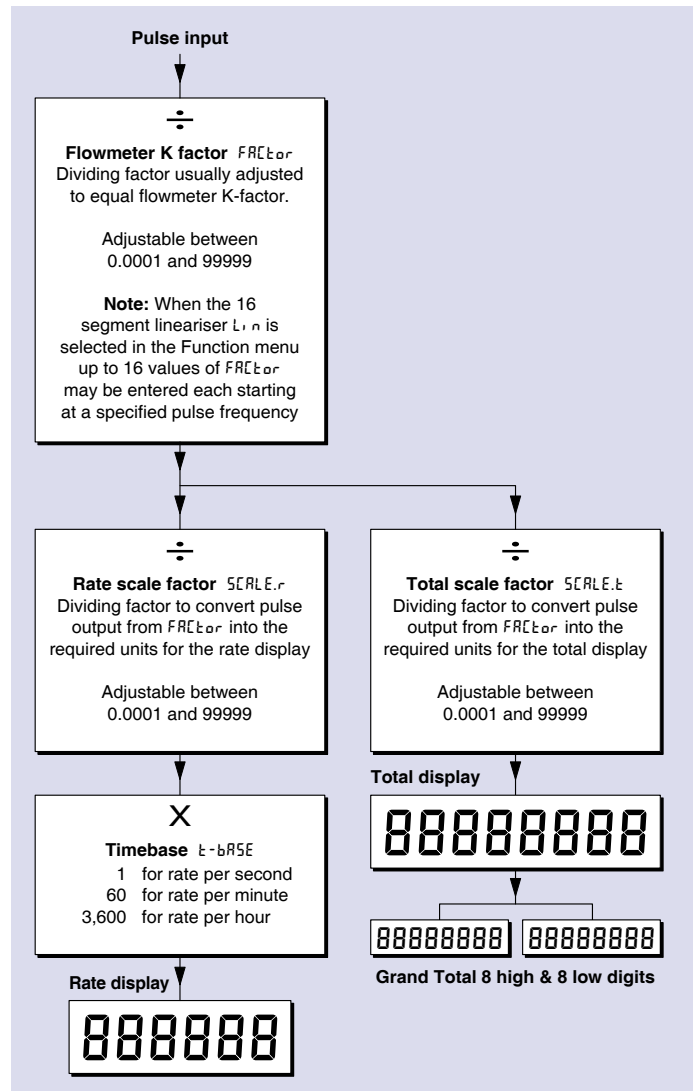 Pulse input
÷
Flowmeter K factor FACtor
Dividing factor usually adjusted
to equal flowmeter K-factor.
Adjustable between
0.0001 and 99999
Note: When the 16
segment lineariser Lin is
selected in the Function menu
up to 16 values of FACtor
may be entered each starting
at a specified pulse frequency
÷
Rate scale factor SCALE.r
Dividing factor to convert pulse
output from FACtor into the
required units for the rate display
Adjustable between
0.0001 and 99999
÷
Total scale factor SCALE.t
Dividing factor to convert pulse
output from FACtor into the
required units for the total display
Adjustable between
0.0001 and 99999
X
Timebase t-bASE
1 for rate per second
60 for rate per minute
3,600 for rate per hour
Rate display
888888
Total display
88888888
88888888 88888888
Grand Total 8 high & 8 low digits